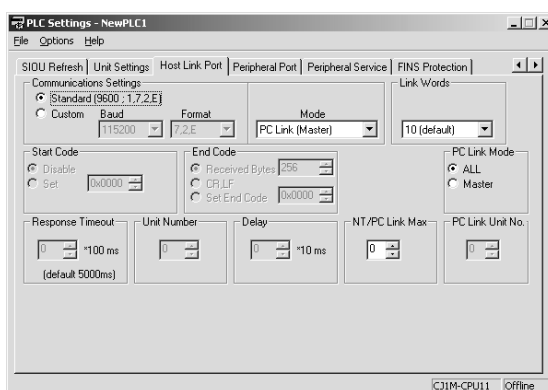 PLC Settings - NewPLC1
File Options Help
SIOU Refresh Unit Settings Host Link Port Peripheral Port Peripheral Service FINS Protection
Communications Settings
Link Words
Standard (9600 ; 1,7,2,E)
Custom Baud Format Mode
115200 7,2,E PC Link (Master) 10 (default)
Start Code End Code PC Link Mode
Disable Received Bytes 256 ALL
Set 0x0000 CR,LF Master
Set End Code 0x0000
Response Timeout Unit Number Delay NT/PC Link Max PC Link Unit No.
0 *100 ms 0 0 *10 ms 0 0
(default 5000ms)
CJ1M-CPU11 Offline